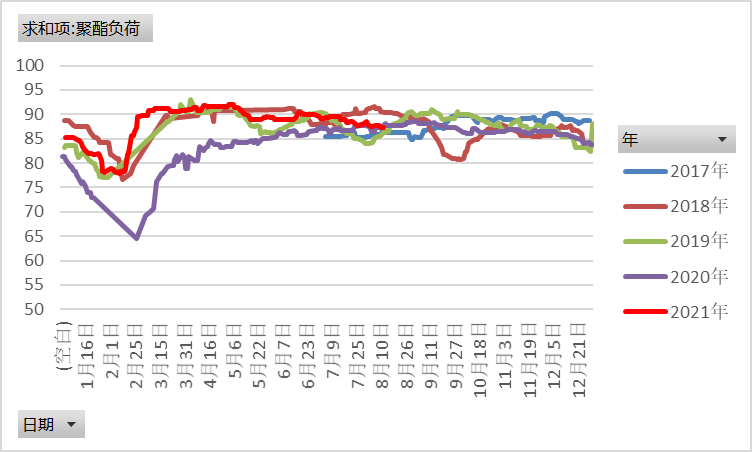 求和项:聚酯负荷
100
95
90
85
80
75
70
65
60
55
50
(空白)
1月16日
2月1日
2月25日
3月15日
3月31日
4月16日
5月6日
5月22日
6月7日
6月23日
7月9日
7月25日
8月10日
8月26日
9月11日
9月27日
10月18日
11月3日
11月19日
12月5日
12月21日
年
2017年
2018年
2019年
2020年
2021年
日期